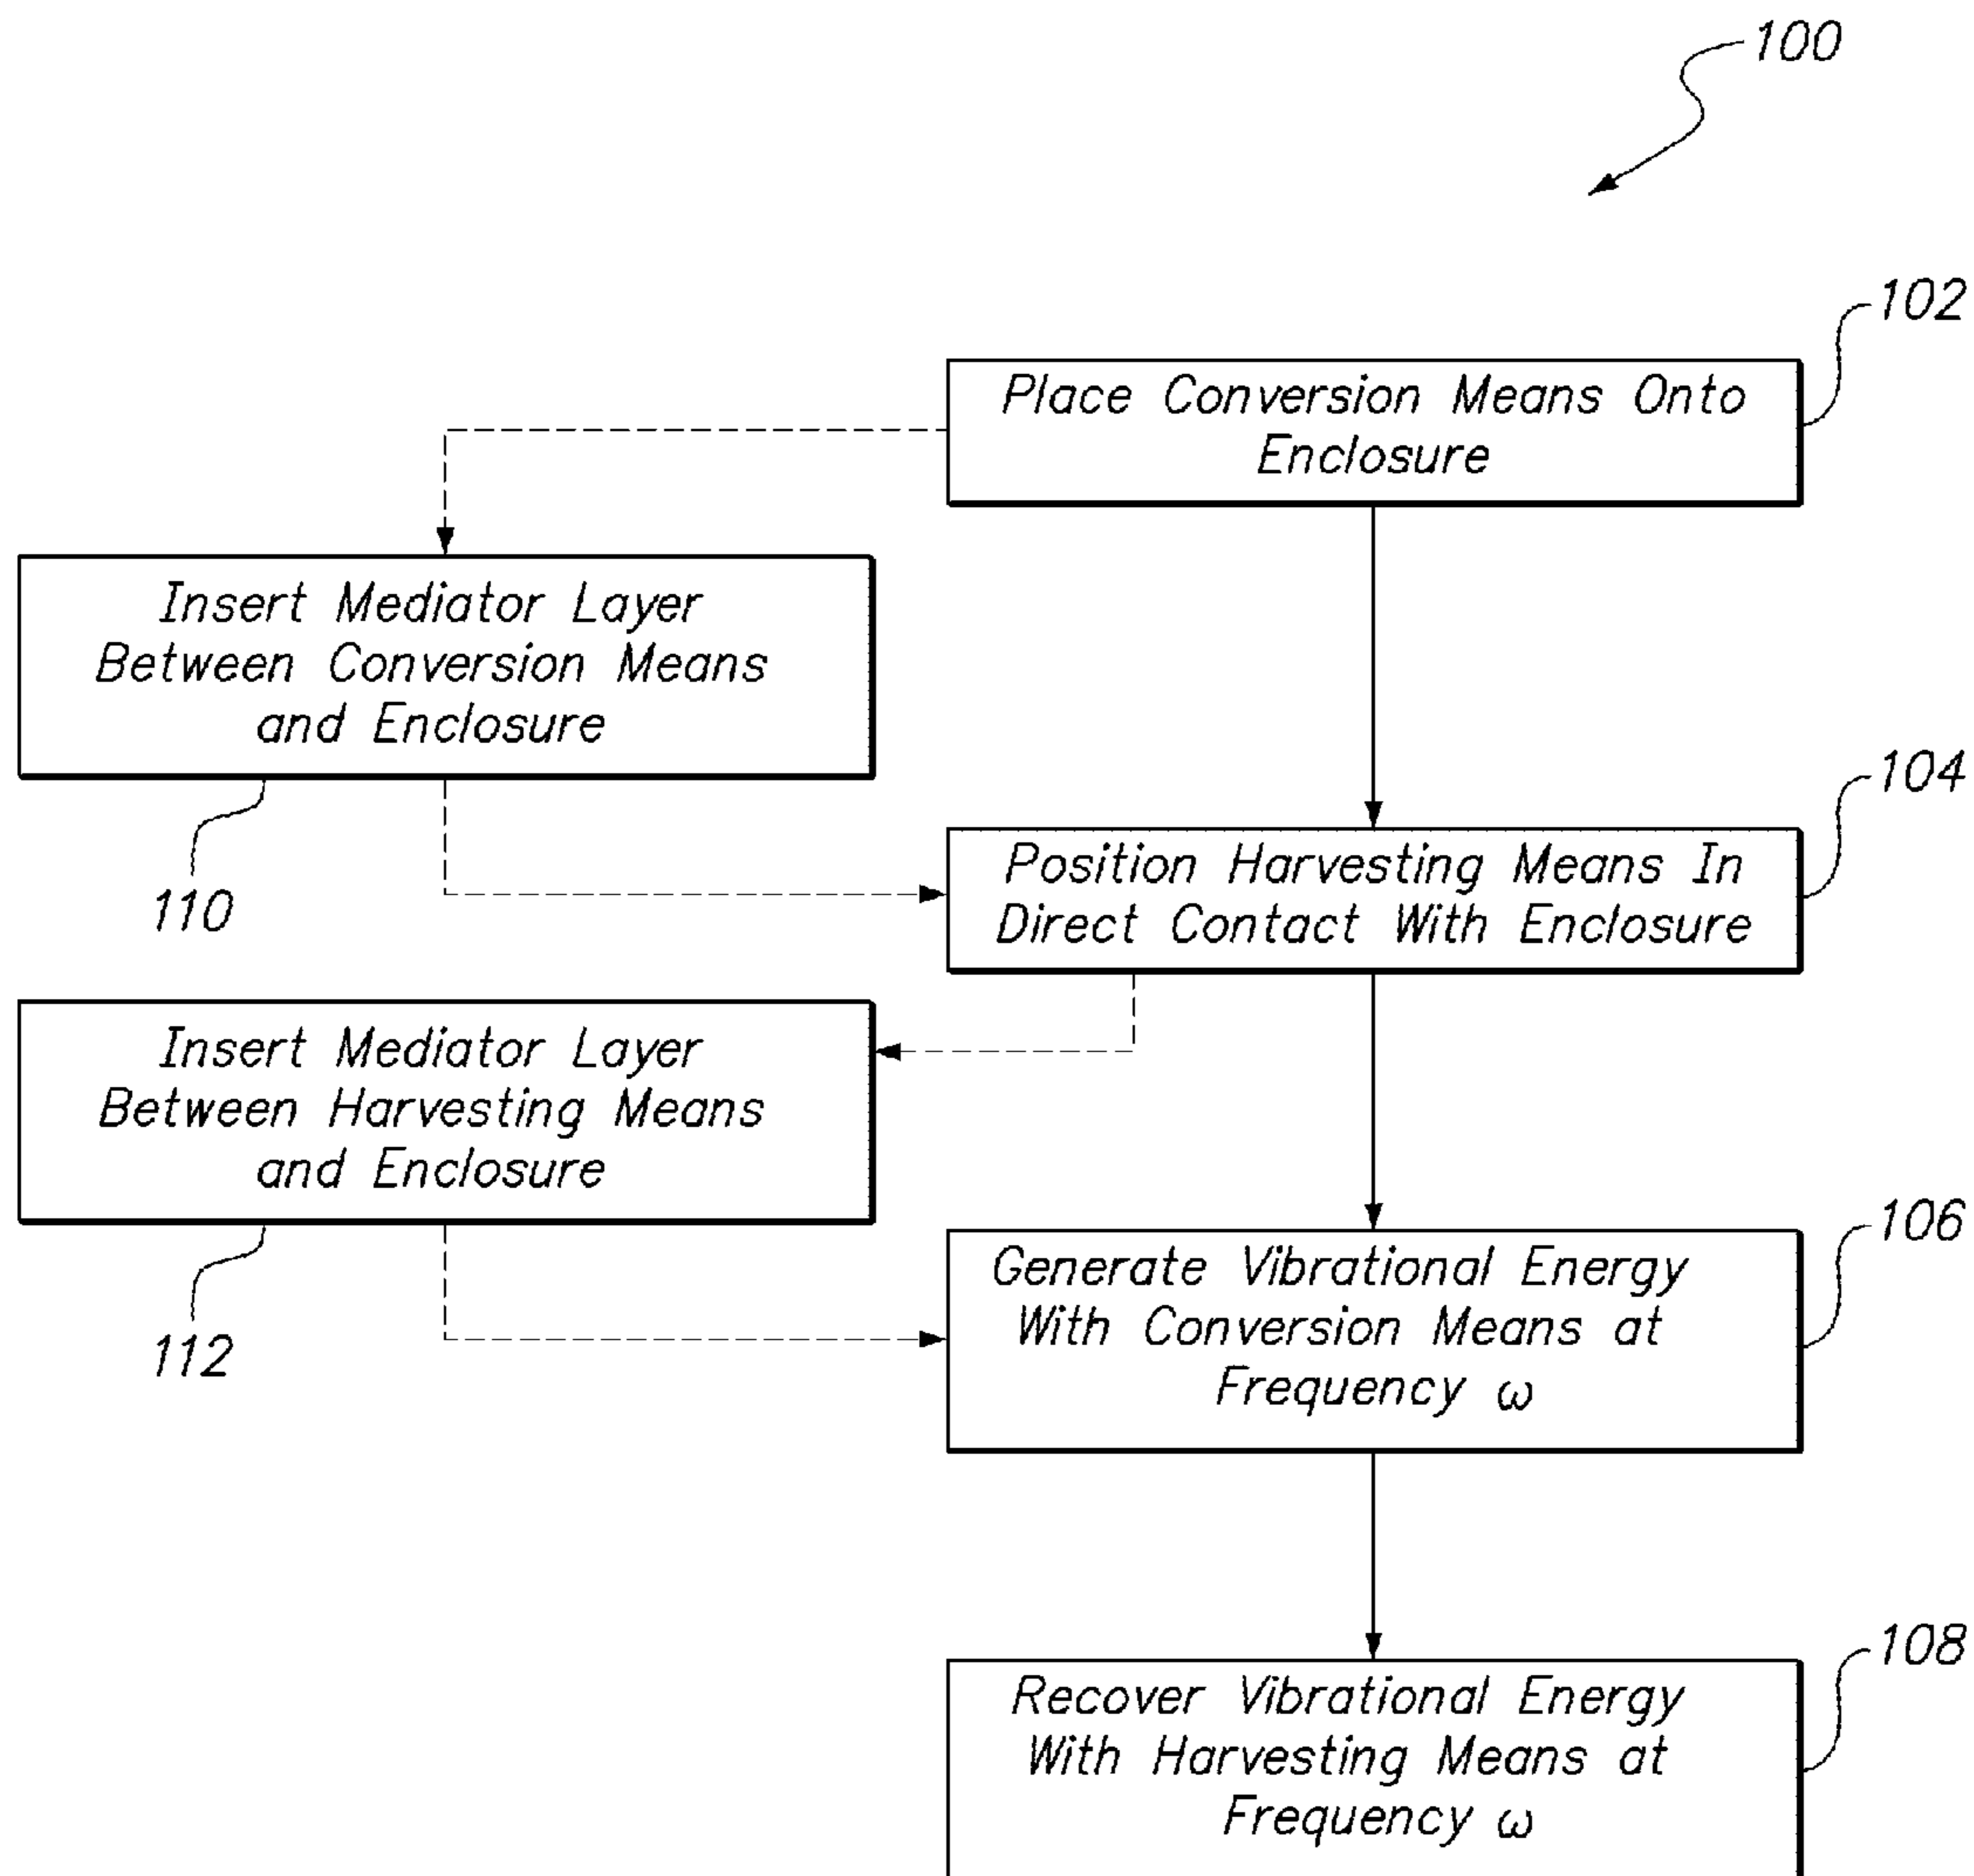 100
102
Place Conversion Means Onto
Enclosure
Insert Mediator Layer
Between Conversion Means
and Enclosure
110
104
Position Harvesting Means In
Direct Contact With Enclosure
Insert Mediator Layer
Between Harvesting Means
and Enclosure
112
106
Generate Vibrational Energy
With Conversion Means at
Frequency ω
108
Recover Vibrational Energy
With Harvesting Means at
Frequency ω